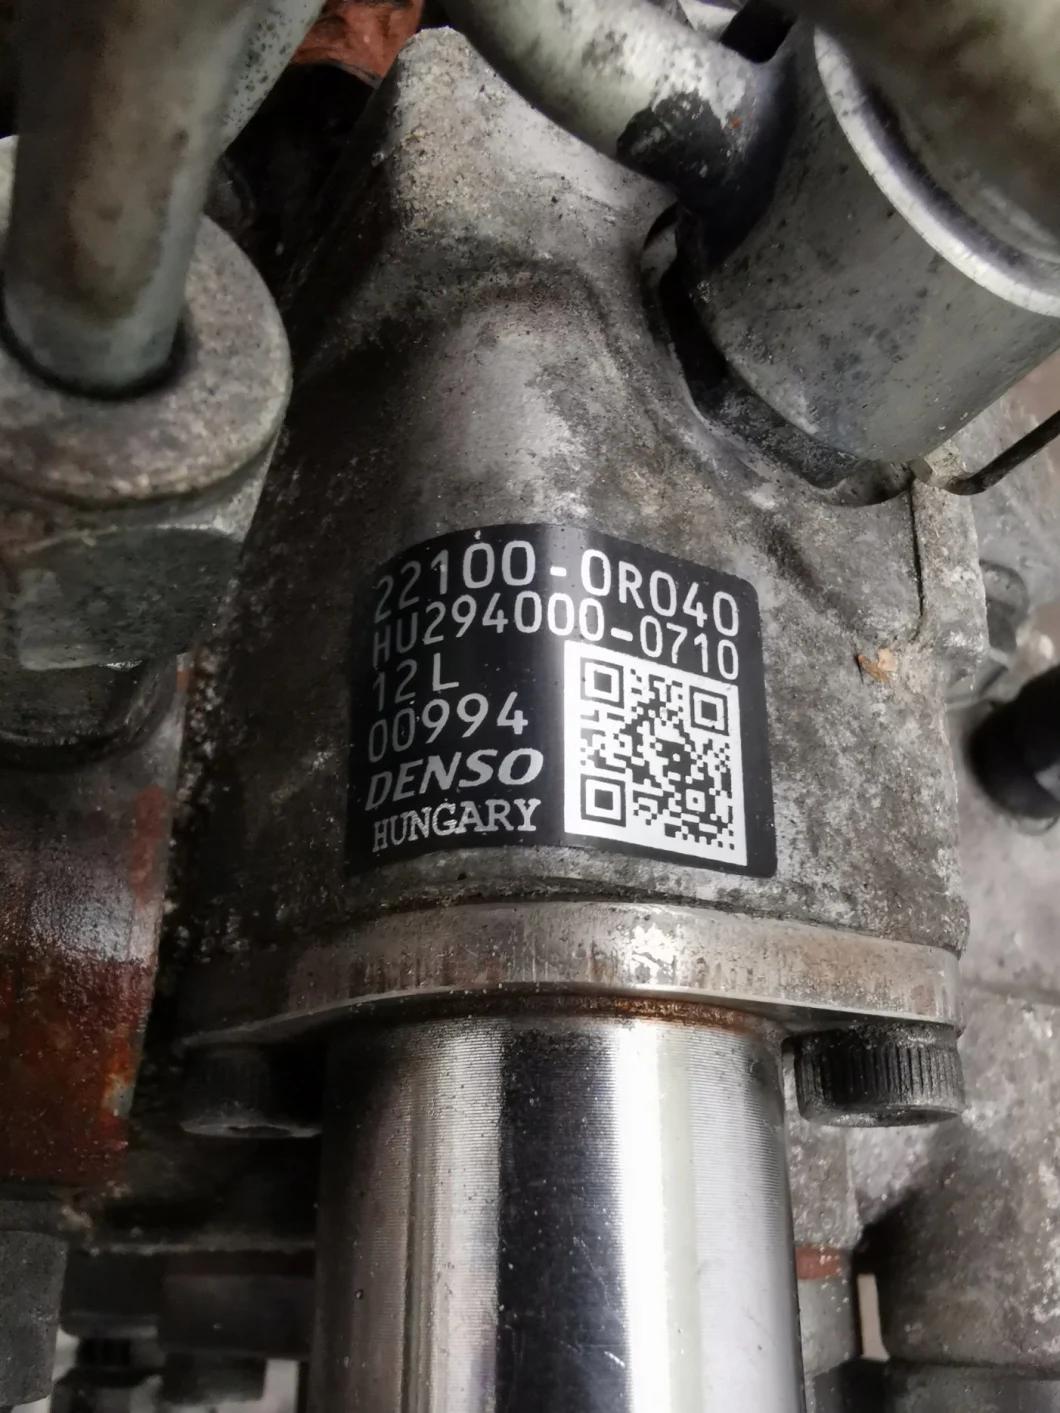 22100-0R040
HU294000-0710
12L
00994
DENSO
HUNGARY